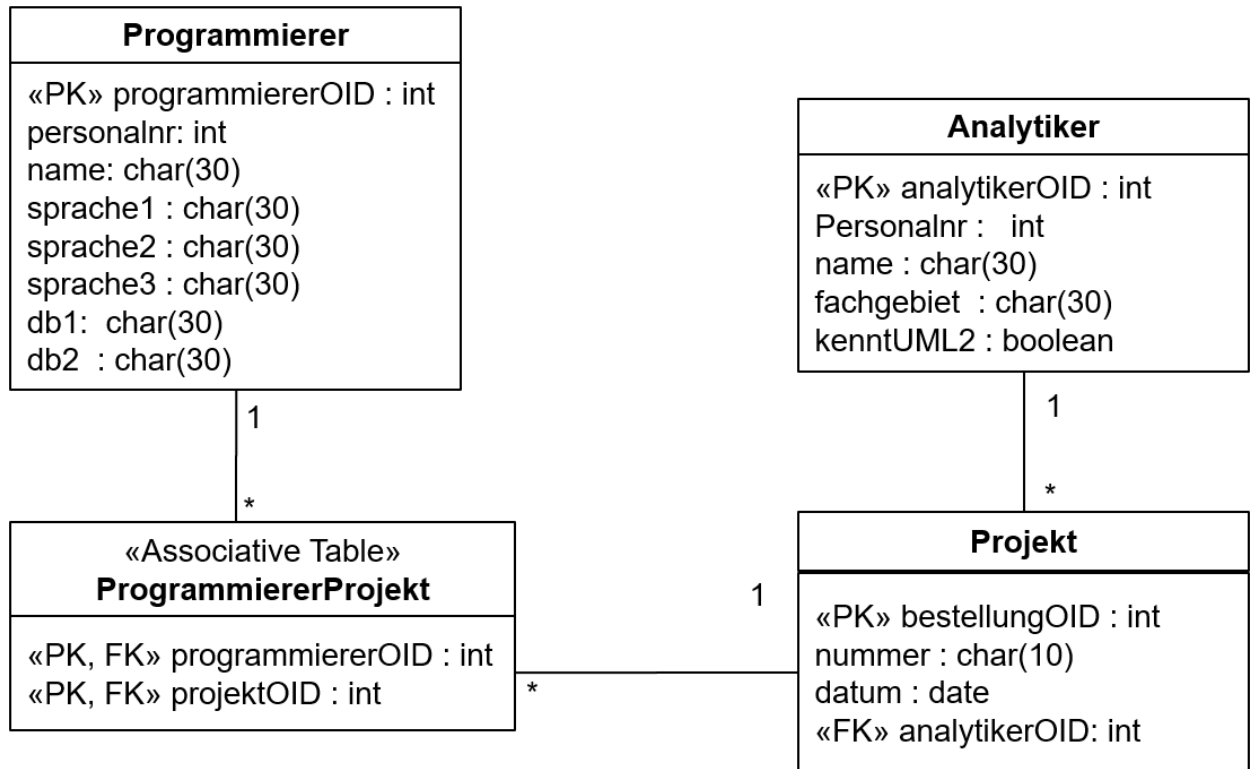 Programmierer
«PK» programmiererOID : int
personalnr: int
name: char(30)
sprache1 : char(30)
sprache2 : char(30)
sprache3 : char(30)
db1: char(30)
db2 : char(30)
Analytiker
«PK» analytikerOID : int
Personalnr : int
name : char(30)
fachgebiet : char(30)
kenntUML2 : boolean
1
*
1
*
«Associative Table»
ProgrammiererProjekt
«PK, FK» programmiererOID : int
«PK, FK» projektOID : int
*
1
Projekt
«PK» bestellungOID : int
nummer : char(10)
datum : date
«FK» analytikerOID: int